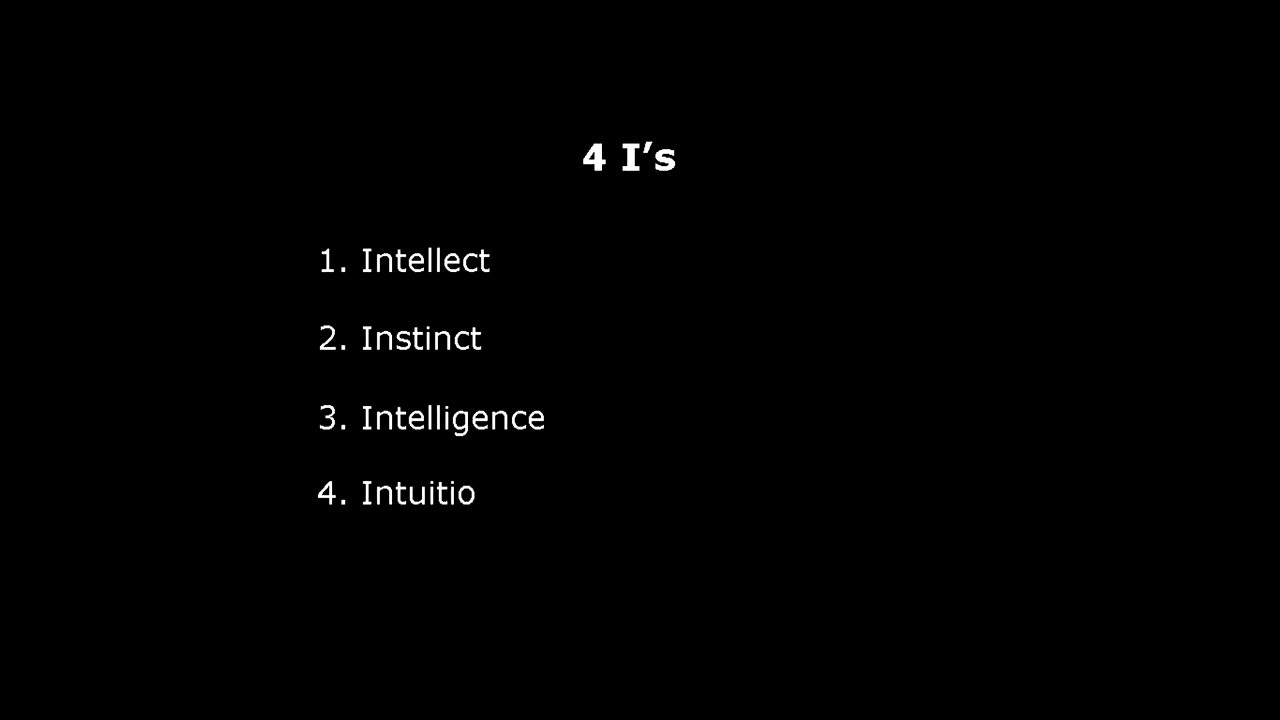 4 I’s
1. Intellect
2. Instinct
3. Intelligence
4. Intuitio